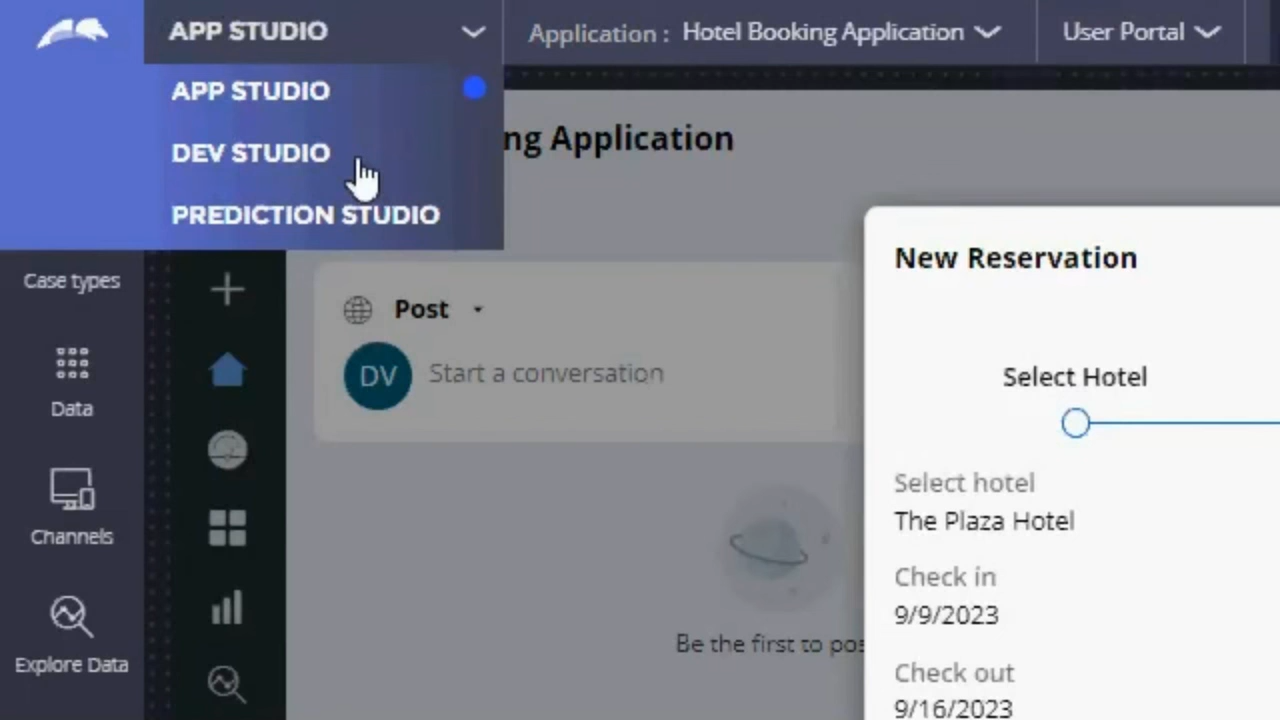 APP STUDIO
Application : Hotel Booking Application
User Portal
APP STUDIO
DEV STUDIO
PREDICTION STUDIO
ng Application
Case types
Data
Channels
Explore Data
Post
DV
Start a conversation
Be the first to pos
New Reservation
Select Hotel
Select hotel
The Plaza Hotel
Check in
9/9/2023
Check out
9/16/2023